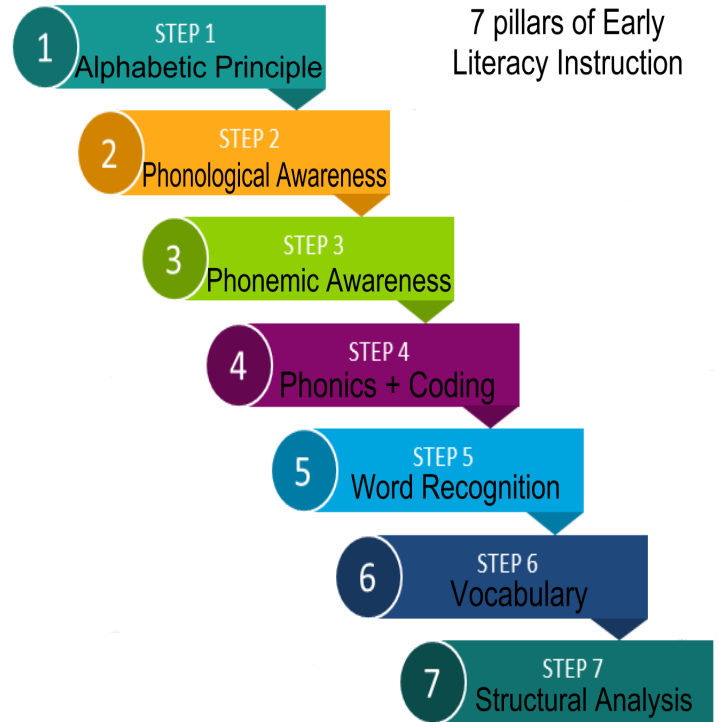 7 pillars of Early
Literacy Instruction
1
STEP 1
Alphabetic Principle
2
STEP 2
Phonological Awareness
3
STEP 3
Phonemic Awareness
4
STEP 4
Phonics + Coding
5
STEP 5
Word Recognition
6
STEP 6
Vocabulary
7
STEP 7
Structural Analysis